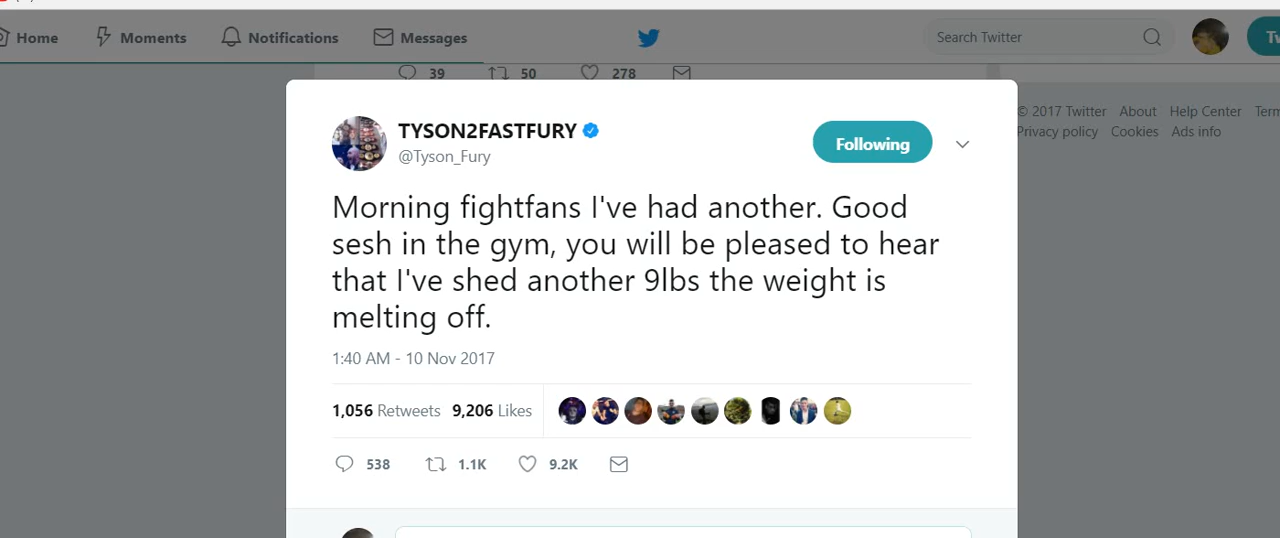 Home Moments Notifications Messages Search Twitter
39 50 278
TYSON2FASTFURY
@Tyson_Fury
Following
Morning fightfans I've had another. Good
sesh in the gym, you will be pleased to hear
that I've shed another 9lbs the weight is
melting off.
1:40 AM - 10 Nov 2017
1,056 Retweets 9,206 Likes
538 1.1K 9.2K
© 2017 Twitter About Help Center
Privacy policy Cookies Ads info